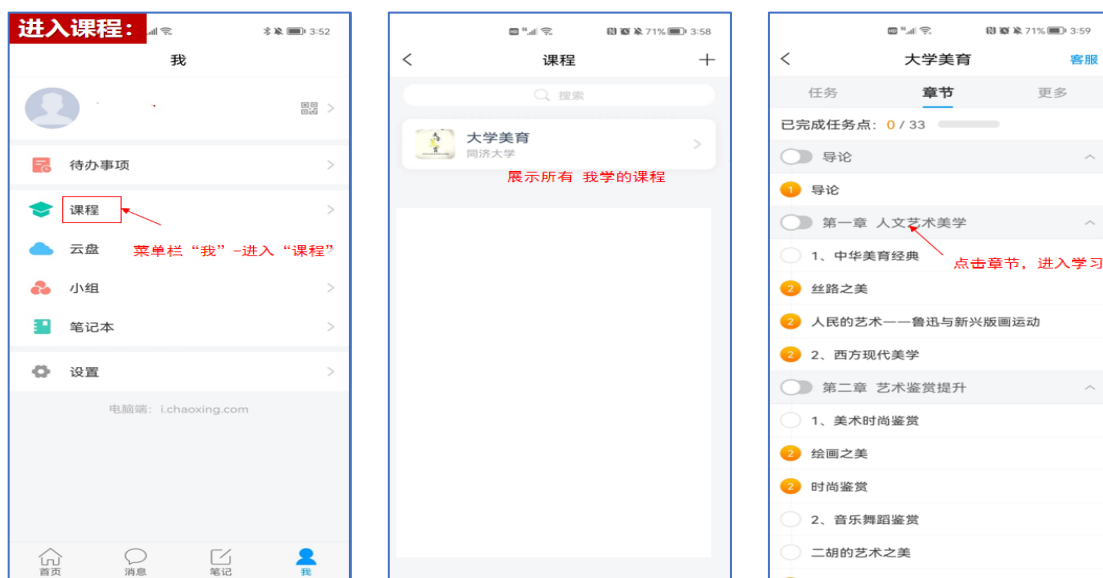 进入课程：
3:52
我
待办事项
课程
菜单栏“我”-进入“课程”
云盘
小组
笔记本
设置
电脑端：i.chaoxing.com
首页
消息
笔记
我
71% 3:58
课程
搜索
大学美育
同济大学
展示所有 我学的课程
71% 3:59
大学美育
客服
任务
章节
更多
已完成任务点：0 / 33
导论
1 导论
第一章 人文艺术美学
1、中华美育经典
点击章节，进入学习
2 丝路之美
2 人民的艺术——鲁迅与新兴版画运动
2 2、西方现代美学
第二章 艺术鉴赏提升
1、美术时尚鉴赏
2 绘画之美
2 时尚鉴赏
2、音乐舞蹈鉴赏
二胡的艺术之美